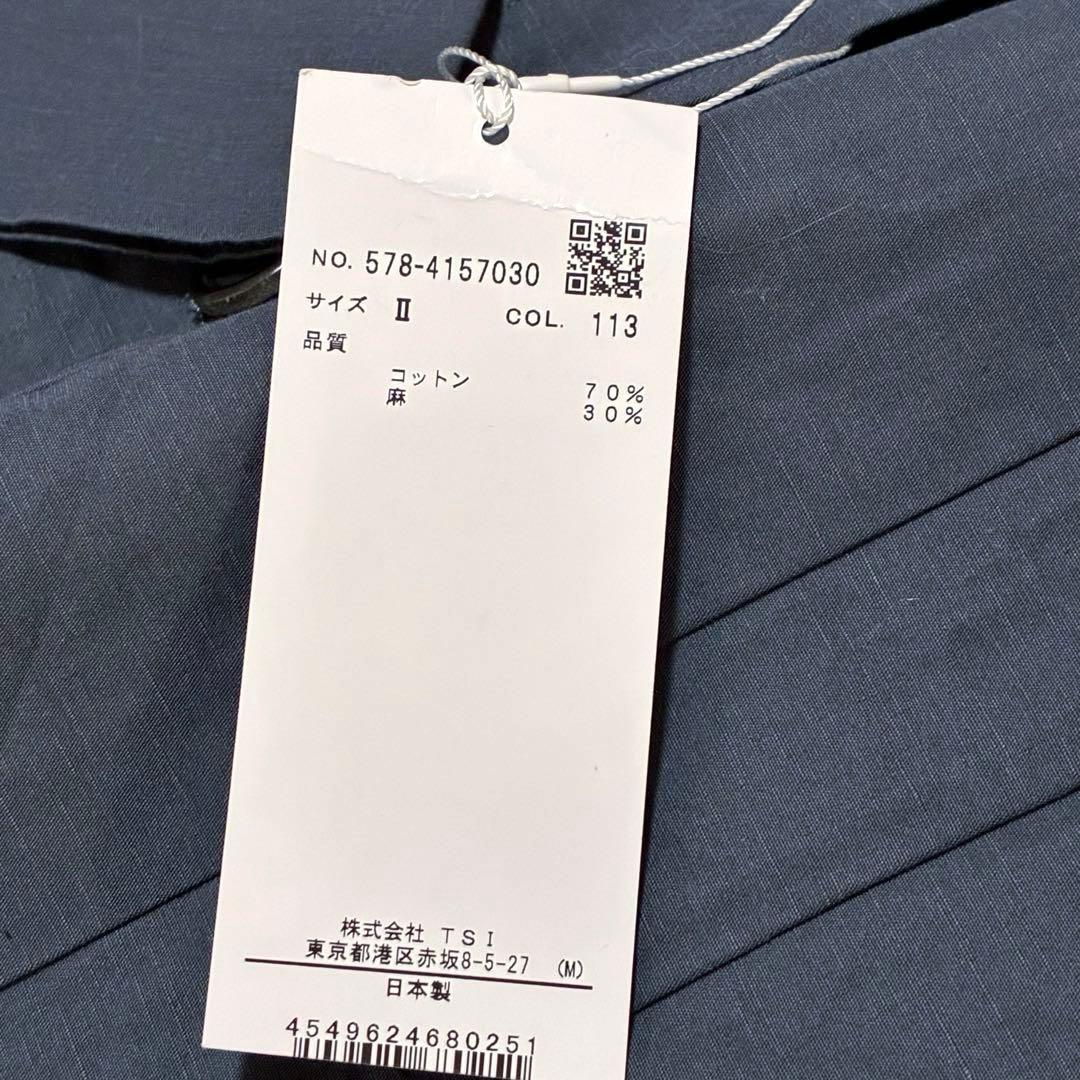 NO. 578-4157030
サイズ Ⅱ COL. 113
品質
コットン 70%
麻 30%
株式会社 TSI
東京都港区赤坂8-5-27 (M)
日本製
4549624680251